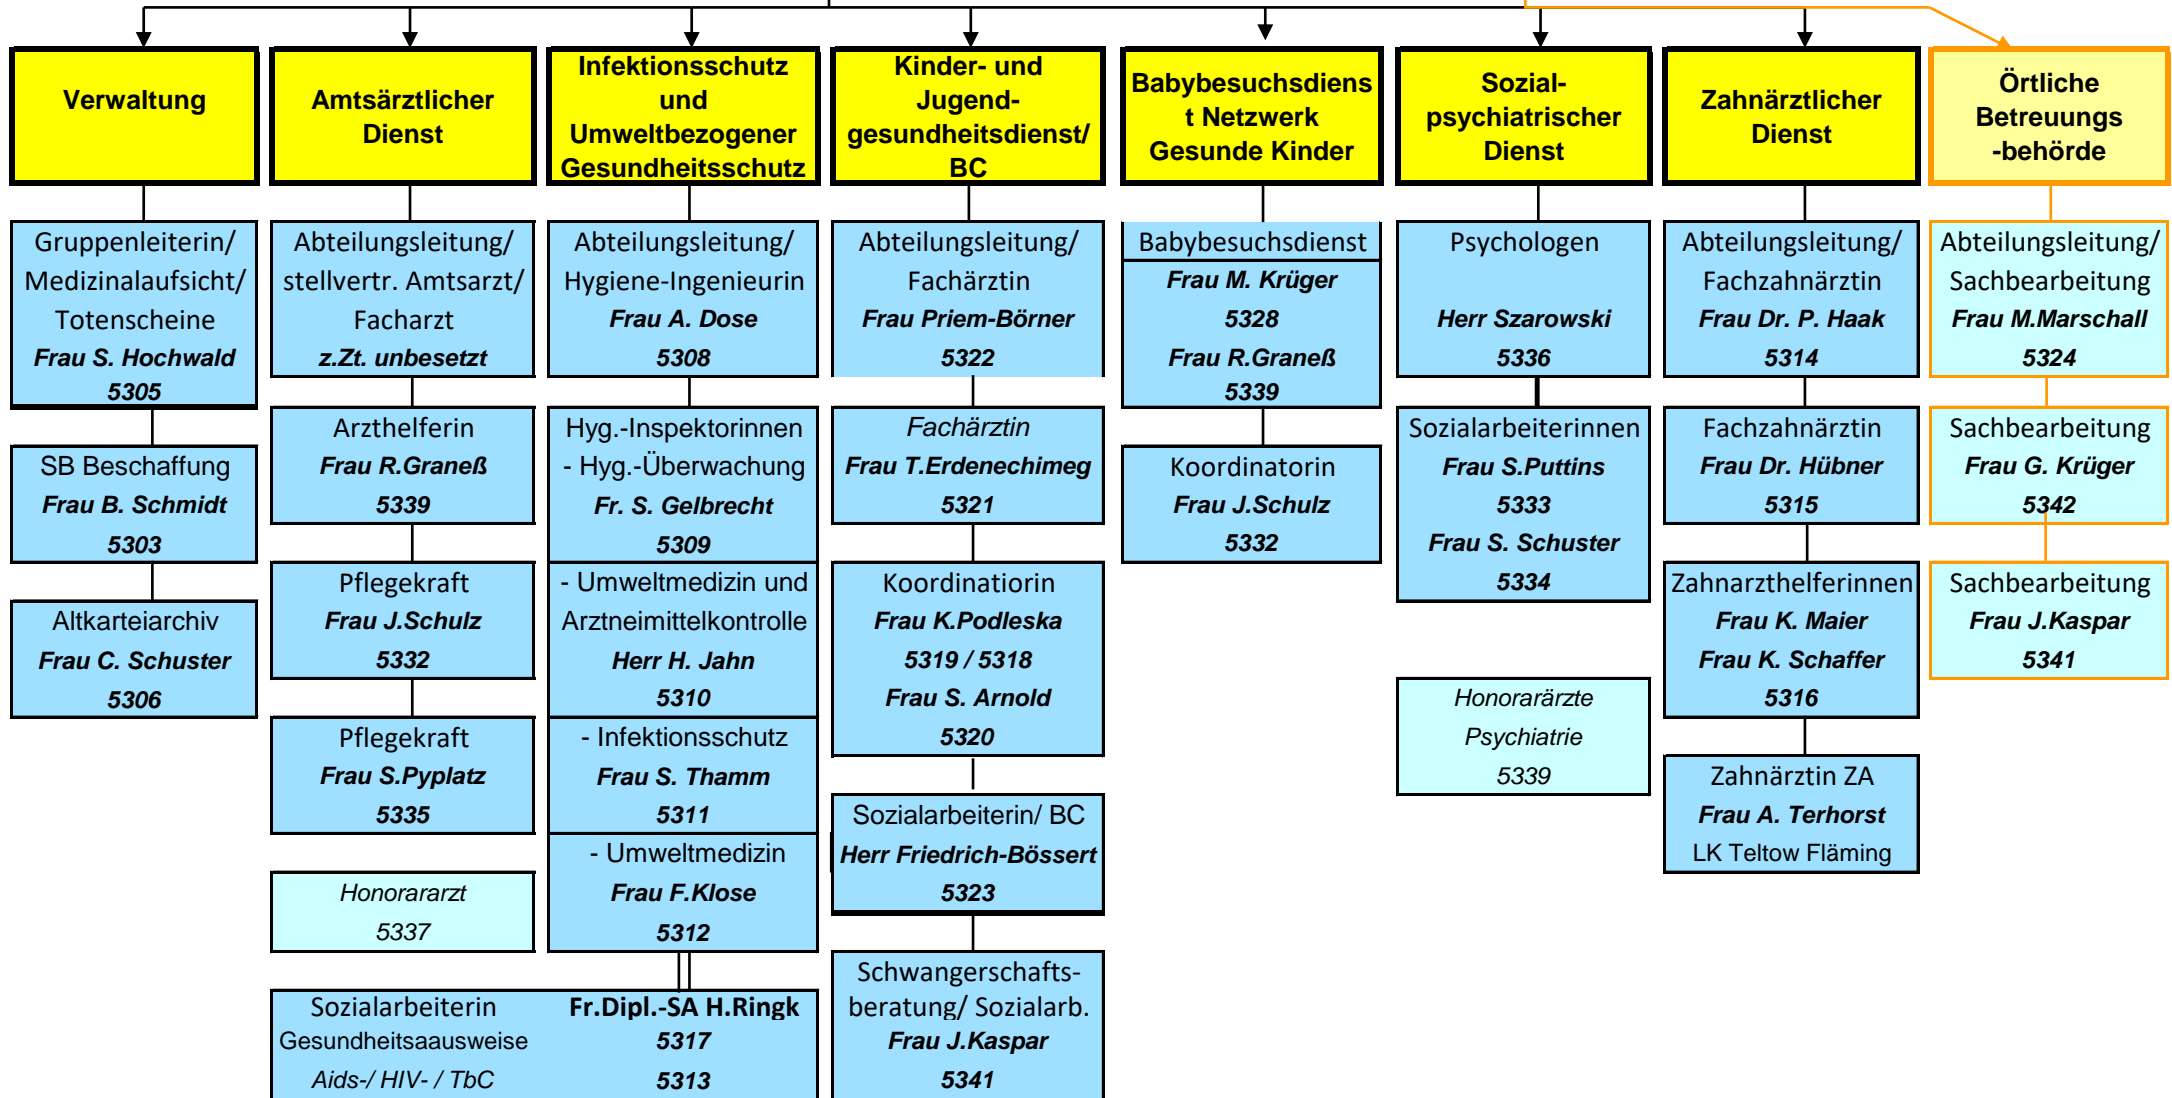 Verwaltung
Amtsärztlicher
Dienst
Infektionsschutz
und
Umweltbezogener
Gesundheitsschutz
Kinder- und
Jugend-
gesundheitsdienst/
BC
Babybesuchsdiens
t Netzwerk
Gesunde Kinder
Sozial-
psychiatrischer
Dienst
Zahnärztlicher
Dienst
Örtliche
Betreuungs
-behörde
Gruppenleiterin/
Medizinalaufsicht/
Totenscheine
Frau S. Hochwald
5305
SB Beschaffung
Frau B. Schmidt
5303
Altkarteiarchiv
Frau C. Schuster
5306
Abteilungsleitung/
stellvertr. Amtsarzt/
Facharzt
z.Zt. unbesetzt
Arzthelferin
Frau R.Graneß
5339
Pflegekraft
Frau J.Schulz
5332
Pflegekraft
Frau S.Pyplatz
5335
Honorararzt
5337
Abteilungsleitung/
Hygiene-Ingenieurin
Frau A. Dose
5308
Hyg.-Inspektorinnen
- Hyg.-Überwachung
Fr. S. Gelbrecht
5309
- Umweltmedizin und
Arztneimittelkontrolle
Herr H. Jahn
5310
- Infektionsschutz
Frau S. Thamm
5311
- Umweltmedizin
Frau F.Klose
5312
Sozialarbeiterin Fr.Dipl.-SA H.Ringk
Gesundheitsaausweise 5317
Aids-/ HIV- / TbC 5313
Abteilungsleitung/
Fachärztin
Frau Priem-Börner
5322
Fachärztin
Frau T.Erdenechimeg
5321
Koordinatiorin
Frau K.Podleska
5319 / 5318
Frau S. Arnold
5320
Sozialarbeiterin/ BC
Herr Friedrich-Bössert
5323
Schwangerschafts-
beratung/ Sozialarb.
Frau J.Kaspar
5341
Babybesuchsdienst
Frau M. Krüger
5328
Frau R.Graneß
5339
Koordinatorin
Frau J.Schulz
5332
Psychologen
Herr Szarowski
5336
Sozialarbeiterinnen
Frau S.Puttins
5333
Frau S. Schuster
5334
Honorarärzte
Psychiatrie
5339
Abteilungsleitung/
Fachzahnärztin
Frau Dr. P. Haak
5314
Fachzahnärztin
Frau Dr. Hübner
5315
Zahnarzthelferinnen
Frau K. Maier
Frau K. Schaffer
5316
Zahnärztin ZA
Frau A. Terhorst
LK Teltow Fläming
Abteilungsleitung/
Sachbearbeitung
Frau M.Marschall
5324
Sachbearbeitung
Frau G. Krüger
5342
Sachbearbeitung
Frau J.Kaspar
5341